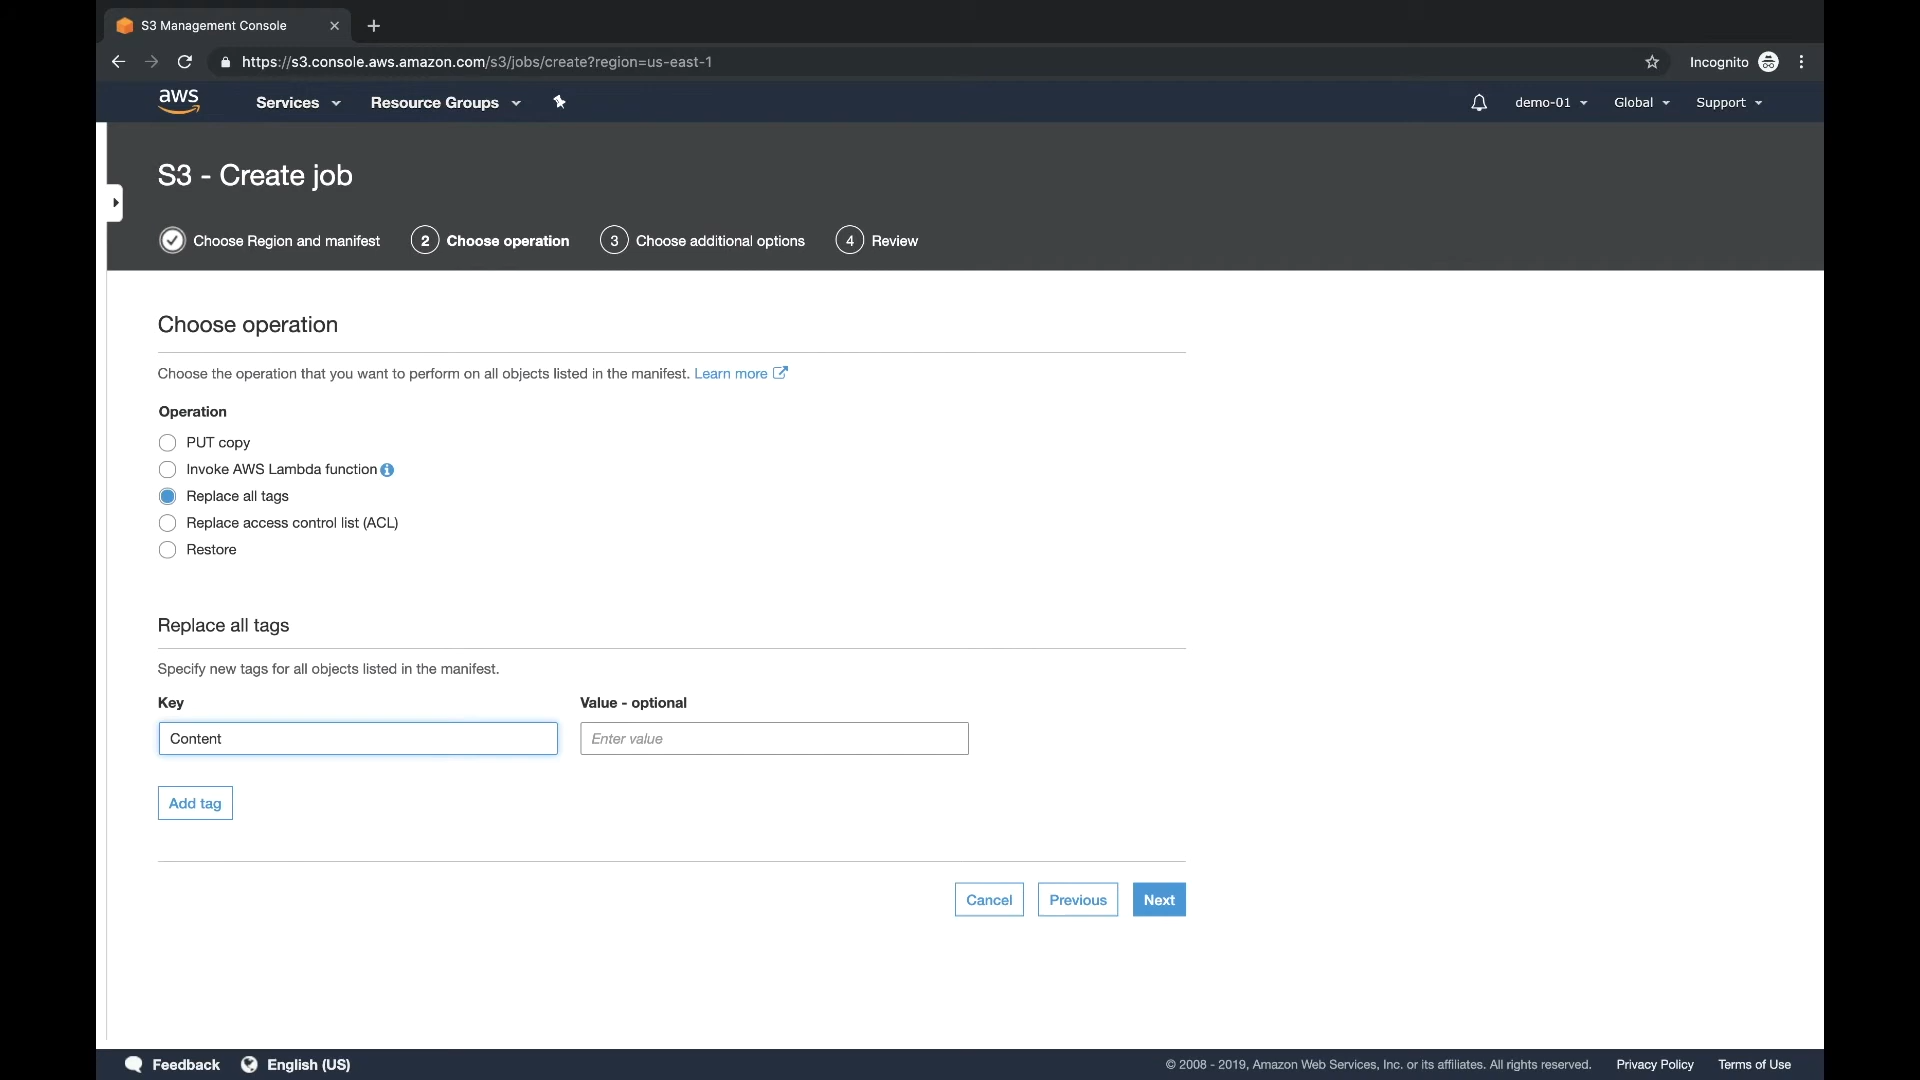 S3 Management Console
https://s3.console.aws.amazon.com/s3/jobs/create?region=us-east-1
Incognito
aws
Services
Resource Groups
demo-01
Global
Support
S3 - Create job
Choose Region and manifest
2 Choose operation
3 Choose additional options
4 Review
Choose operation
Choose the operation that you want to perform on all objects listed in the manifest. Learn more
Operation
PUT copy
Invoke AWS Lambda function
Replace all tags
Replace access control list (ACL)
Restore
Replace all tags
Specify new tags for all objects listed in the manifest.
Key
Value - optional
Content
Enter value
Add tag
Cancel
Previous
Next
Feedback
English (US)
© 2008 - 2019, Amazon Web Services, Inc. or its affiliates. All rights reserved.
Privacy Policy
Terms of Use